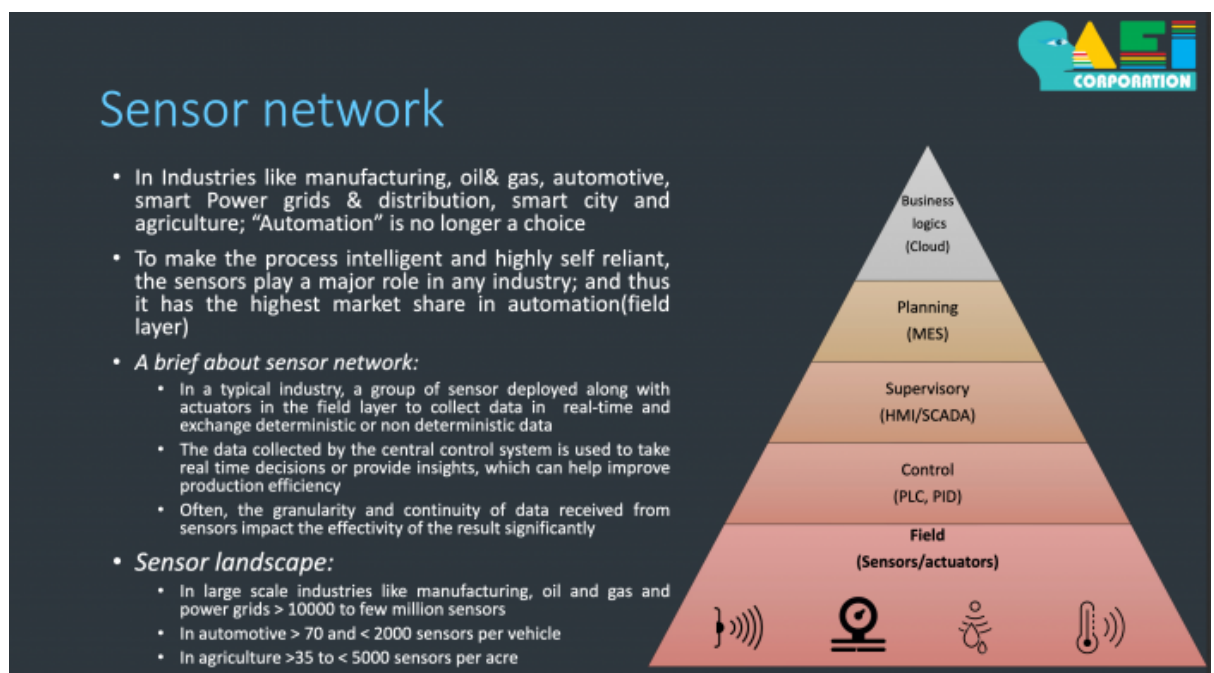 AEi
CORPORATION
Sensor network
• In Industries like manufacturing, oil& gas, automotive,
smart Power grids & distribution, smart city and
agriculture; “Automation” is no longer a choice
• To make the process intelligent and highly self reliant,
the sensors play a major role in any industry; and thus
it has the highest market share in automation(field
layer)
• A brief about sensor network:
• In a typical industry, a group of sensor deployed along with
actuators in the field layer to collect data in real-time and
exchange deterministic or non deterministic data
• The data collected by the central control system is used to take
real time decisions or provide insights, which can help improve
production efficiency
• Often, the granularity and continuity of data received from
sensors impact the effectivity of the result significantly
• Sensor landscape:
• In large scale industries like manufacturing, oil and gas and
power grids > 10000 to few million sensors
• In automotive > 70 and < 2000 sensors per vehicle
• In agriculture >35 to < 5000 sensors per acre
Business
logics
(Cloud)
Planning
(MES)
Supervisory
(HMI/SCADA)
Control
(PLC, PID)
Field
(Sensors/actuators)